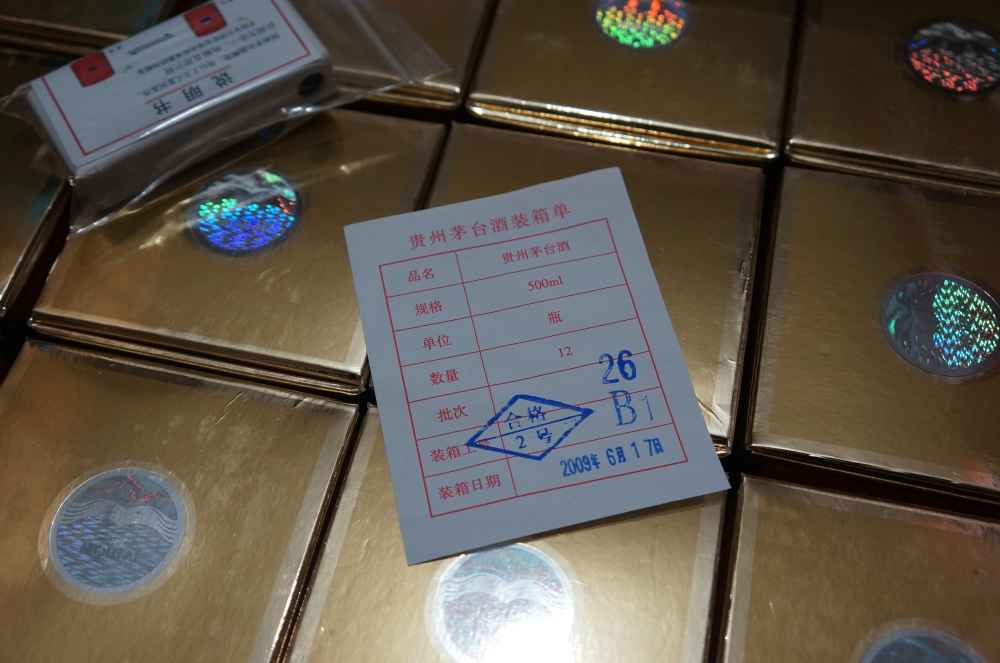 说明书
贵州茅台酒装箱单
品名 贵州茅台酒
规格 500ml
单位 瓶
数量 12
批次 26
装箱工 B1
合格
2号
装箱日期 2009年6月17日